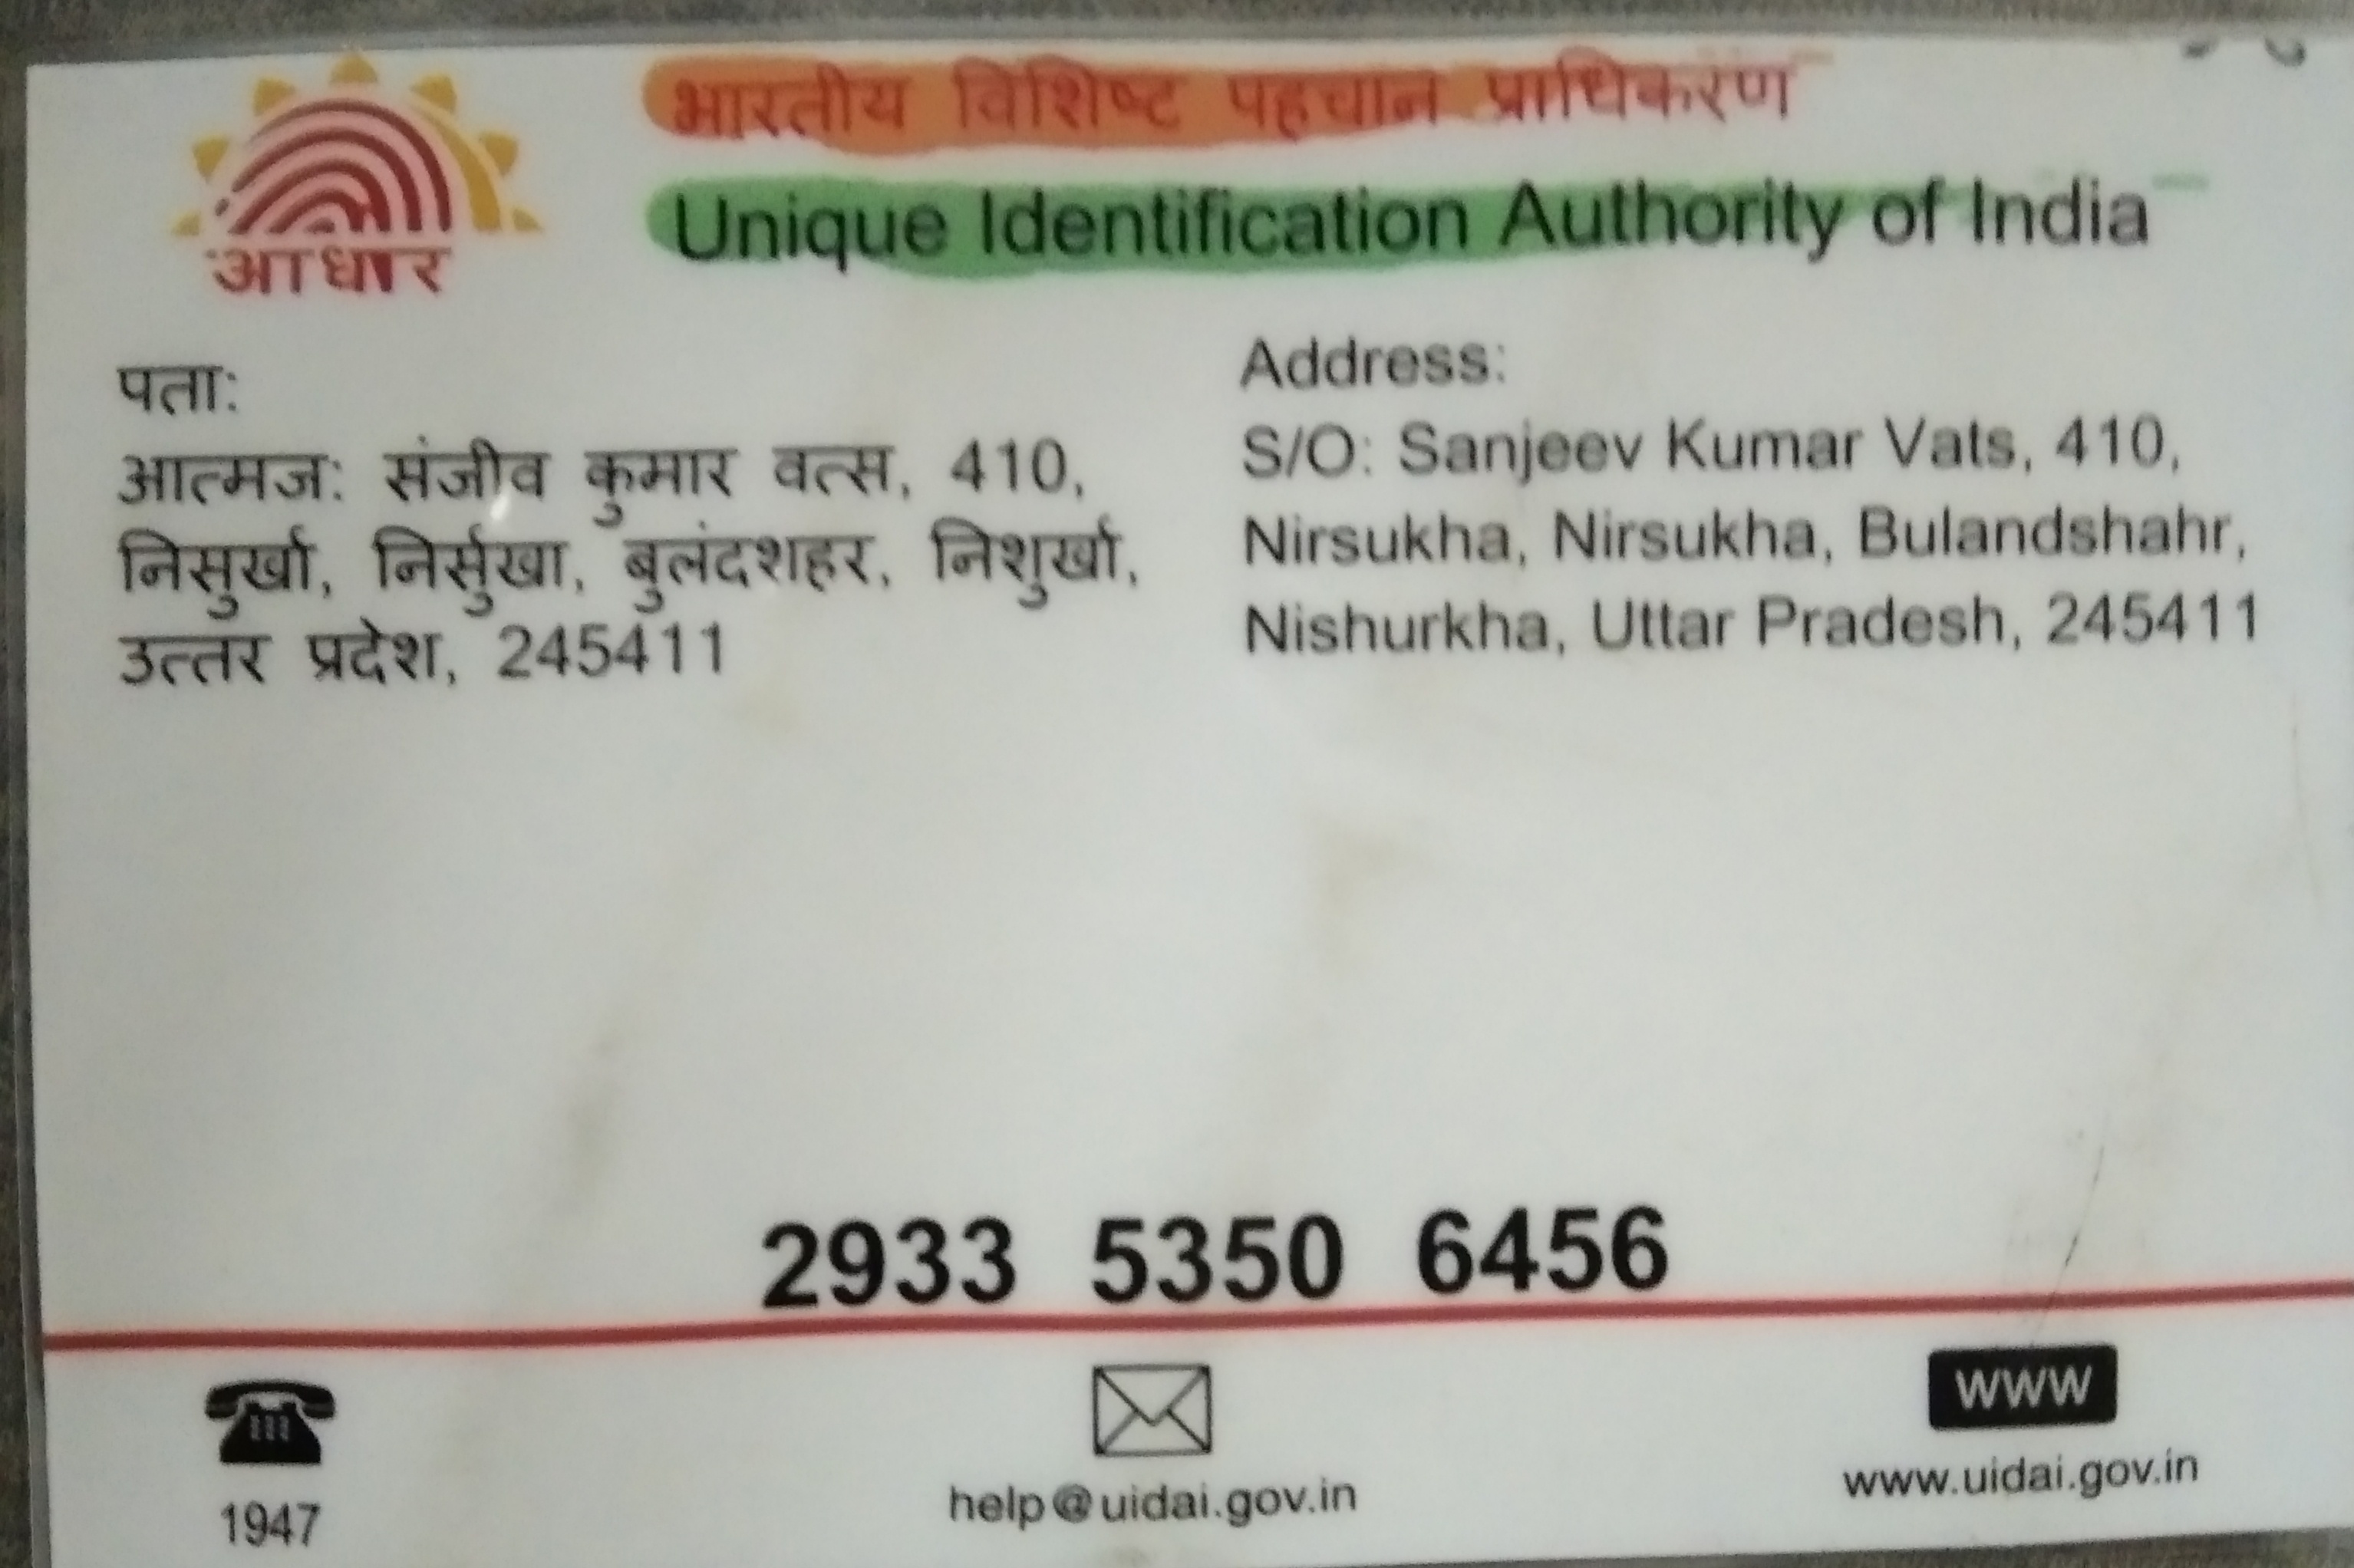 भारतीय विशिष्ट पहचान प्राधिकरण
Unique Identification Authority of India
आधार
पताः
आत्मजः संजीव कुमार वत्स, 410,
निसुर्खा, निर्सुखा, बुलंदशहर, निशुर्खा,
उत्तर प्रदेश, 245411
Address:
S/O: Sanjeev Kumar Vats, 410,
Nirsukha, Nirsukha, Bulandshahr,
Nishurkha, Uttar Pradesh, 245411
2933 5350 6456
WWW
1947
help@uidai.gov.in
www.uidai.gov.in